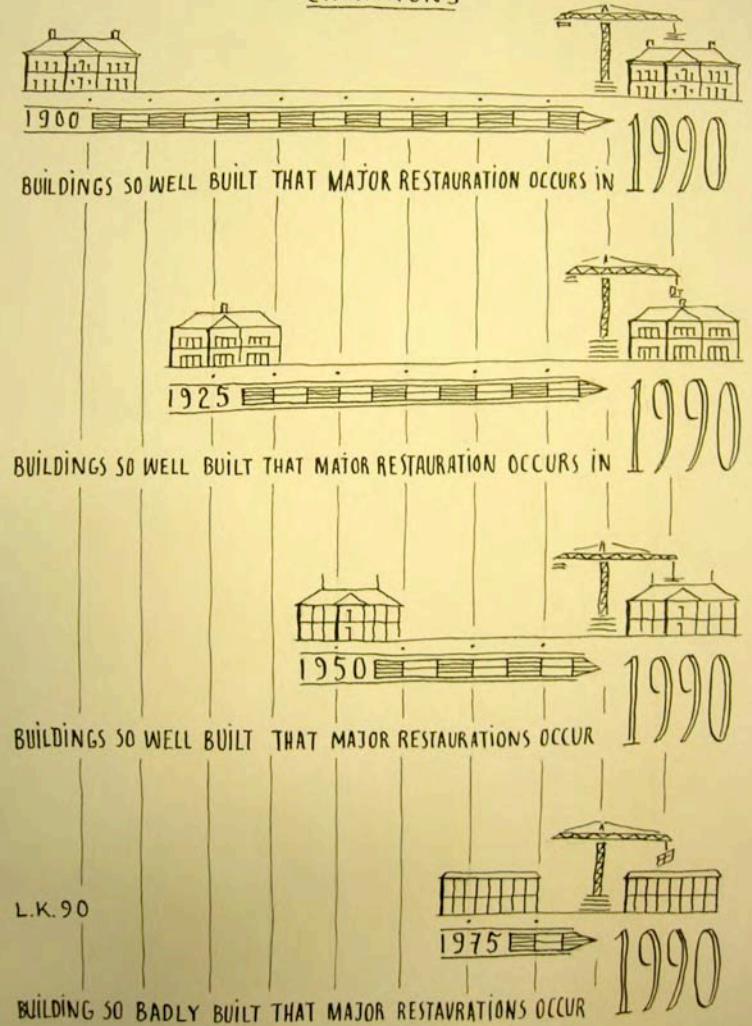 1900
1990
BUILDINGS SO WELL BUILT THAT MAJOR RESTAURATION OCCURS IN
1925
1990
BUILDINGS SO WELL BUILT THAT MAJOR RESTAURATION OCCURS IN
1950
1990
BUILDINGS SO WELL BUILT THAT MAJOR RESTAURATIONS OCCUR
L.K.90
1975
1990
BUILDING SO BADLY BUILT THAT MAJOR RESTAURATIONS OCCUR